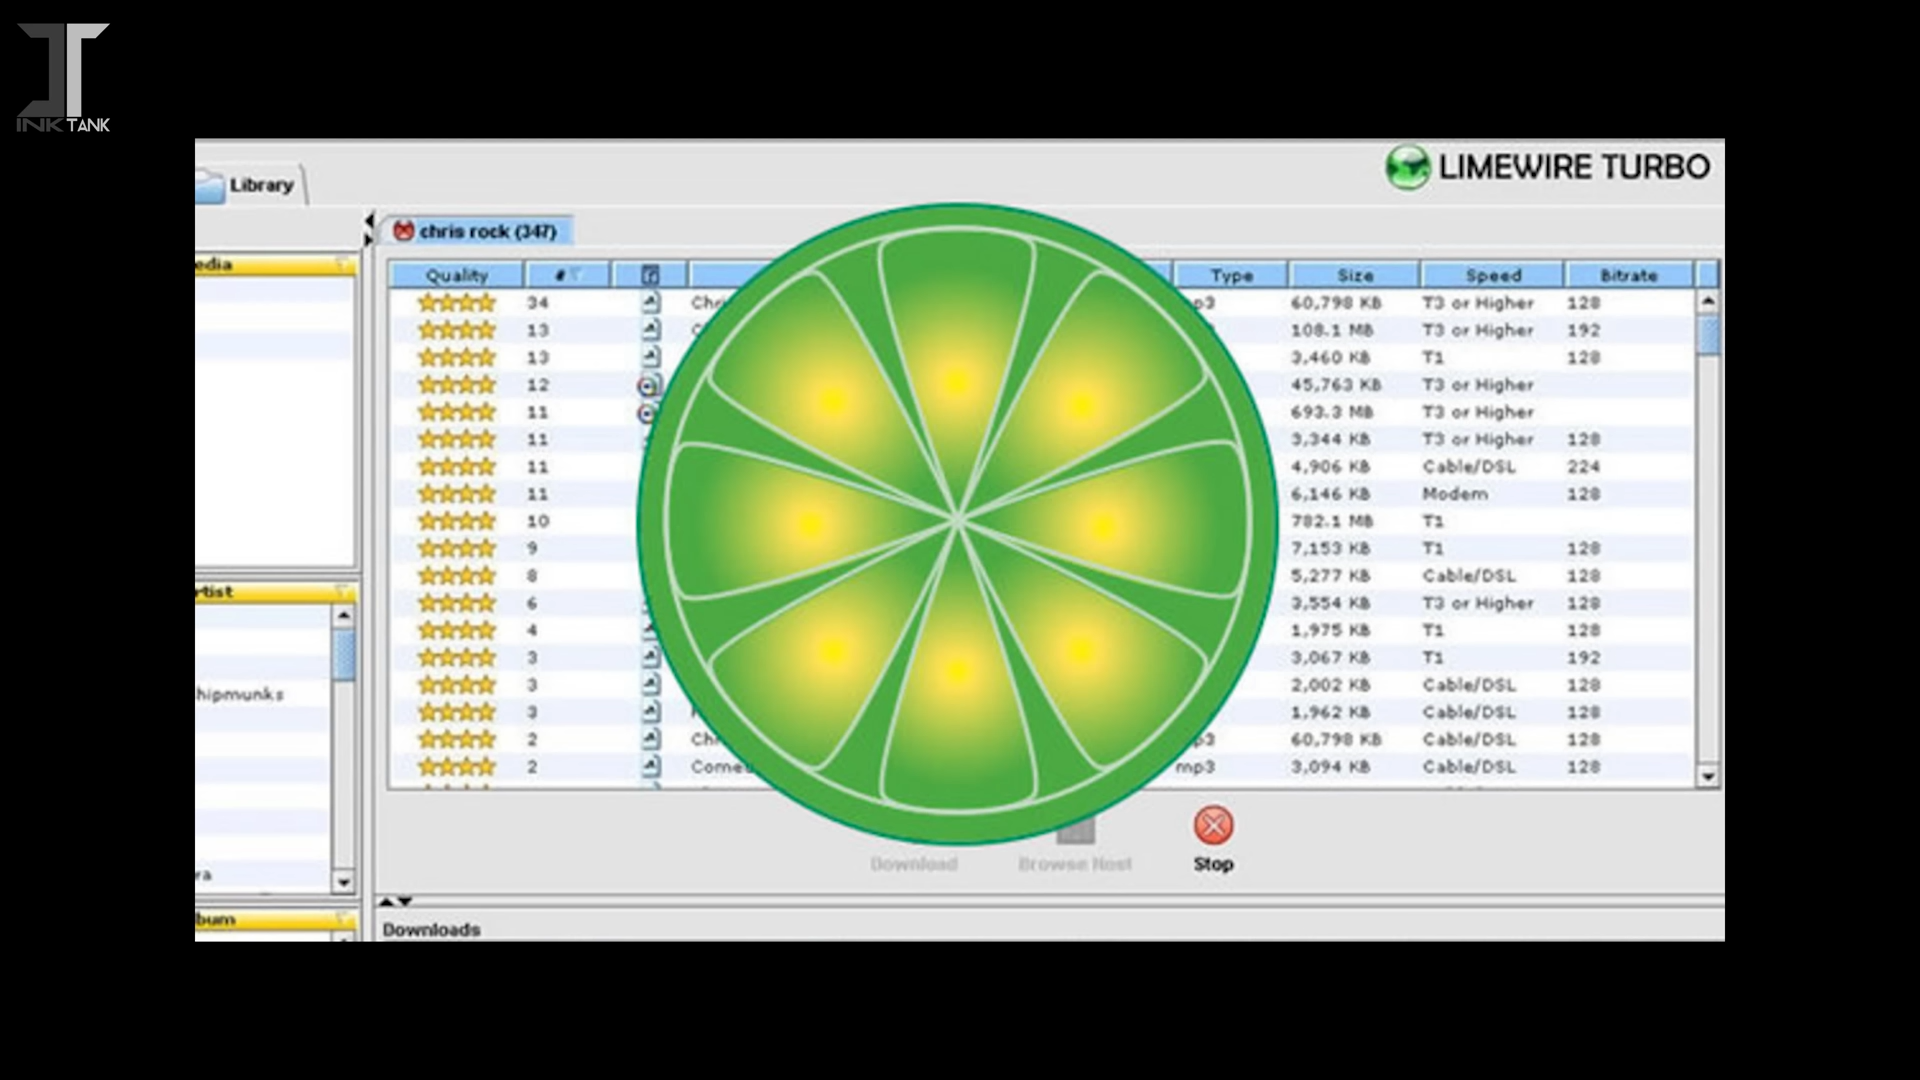 INK TANK
LIMEWIRE TURBO
Library
chris rock (347)
Quality # Type Size Speed Bitrate
34 60,798 KB T3 or Higher 128
13 108.1 MB T3 or Higher 192
13 3,460 KB T1 128
12 45,763 KB T3 or Higher
11 693.3 MB T3 or Higher
11 3,344 KB T3 or Higher 128
11 4,906 KB Cable/DSL 224
11 6,146 KB Modem 128
10 782.1 MB T1
9 7,153 KB T1 128
8 5,277 KB Cable/DSL 128
6 3,554 KB T3 or Higher 128
4 1,975 KB T1 128
3 3,067 KB T1 192
3 2,002 KB Cable/DSL 128
3 1,962 KB Cable/DSL 128
2 60,798 KB Cable/DSL 128
2 mp3 3,094 KB Cable/DSL 128
edia
rtist
hipmunks
ra
bum
Download Browse Host Stop
Downloads